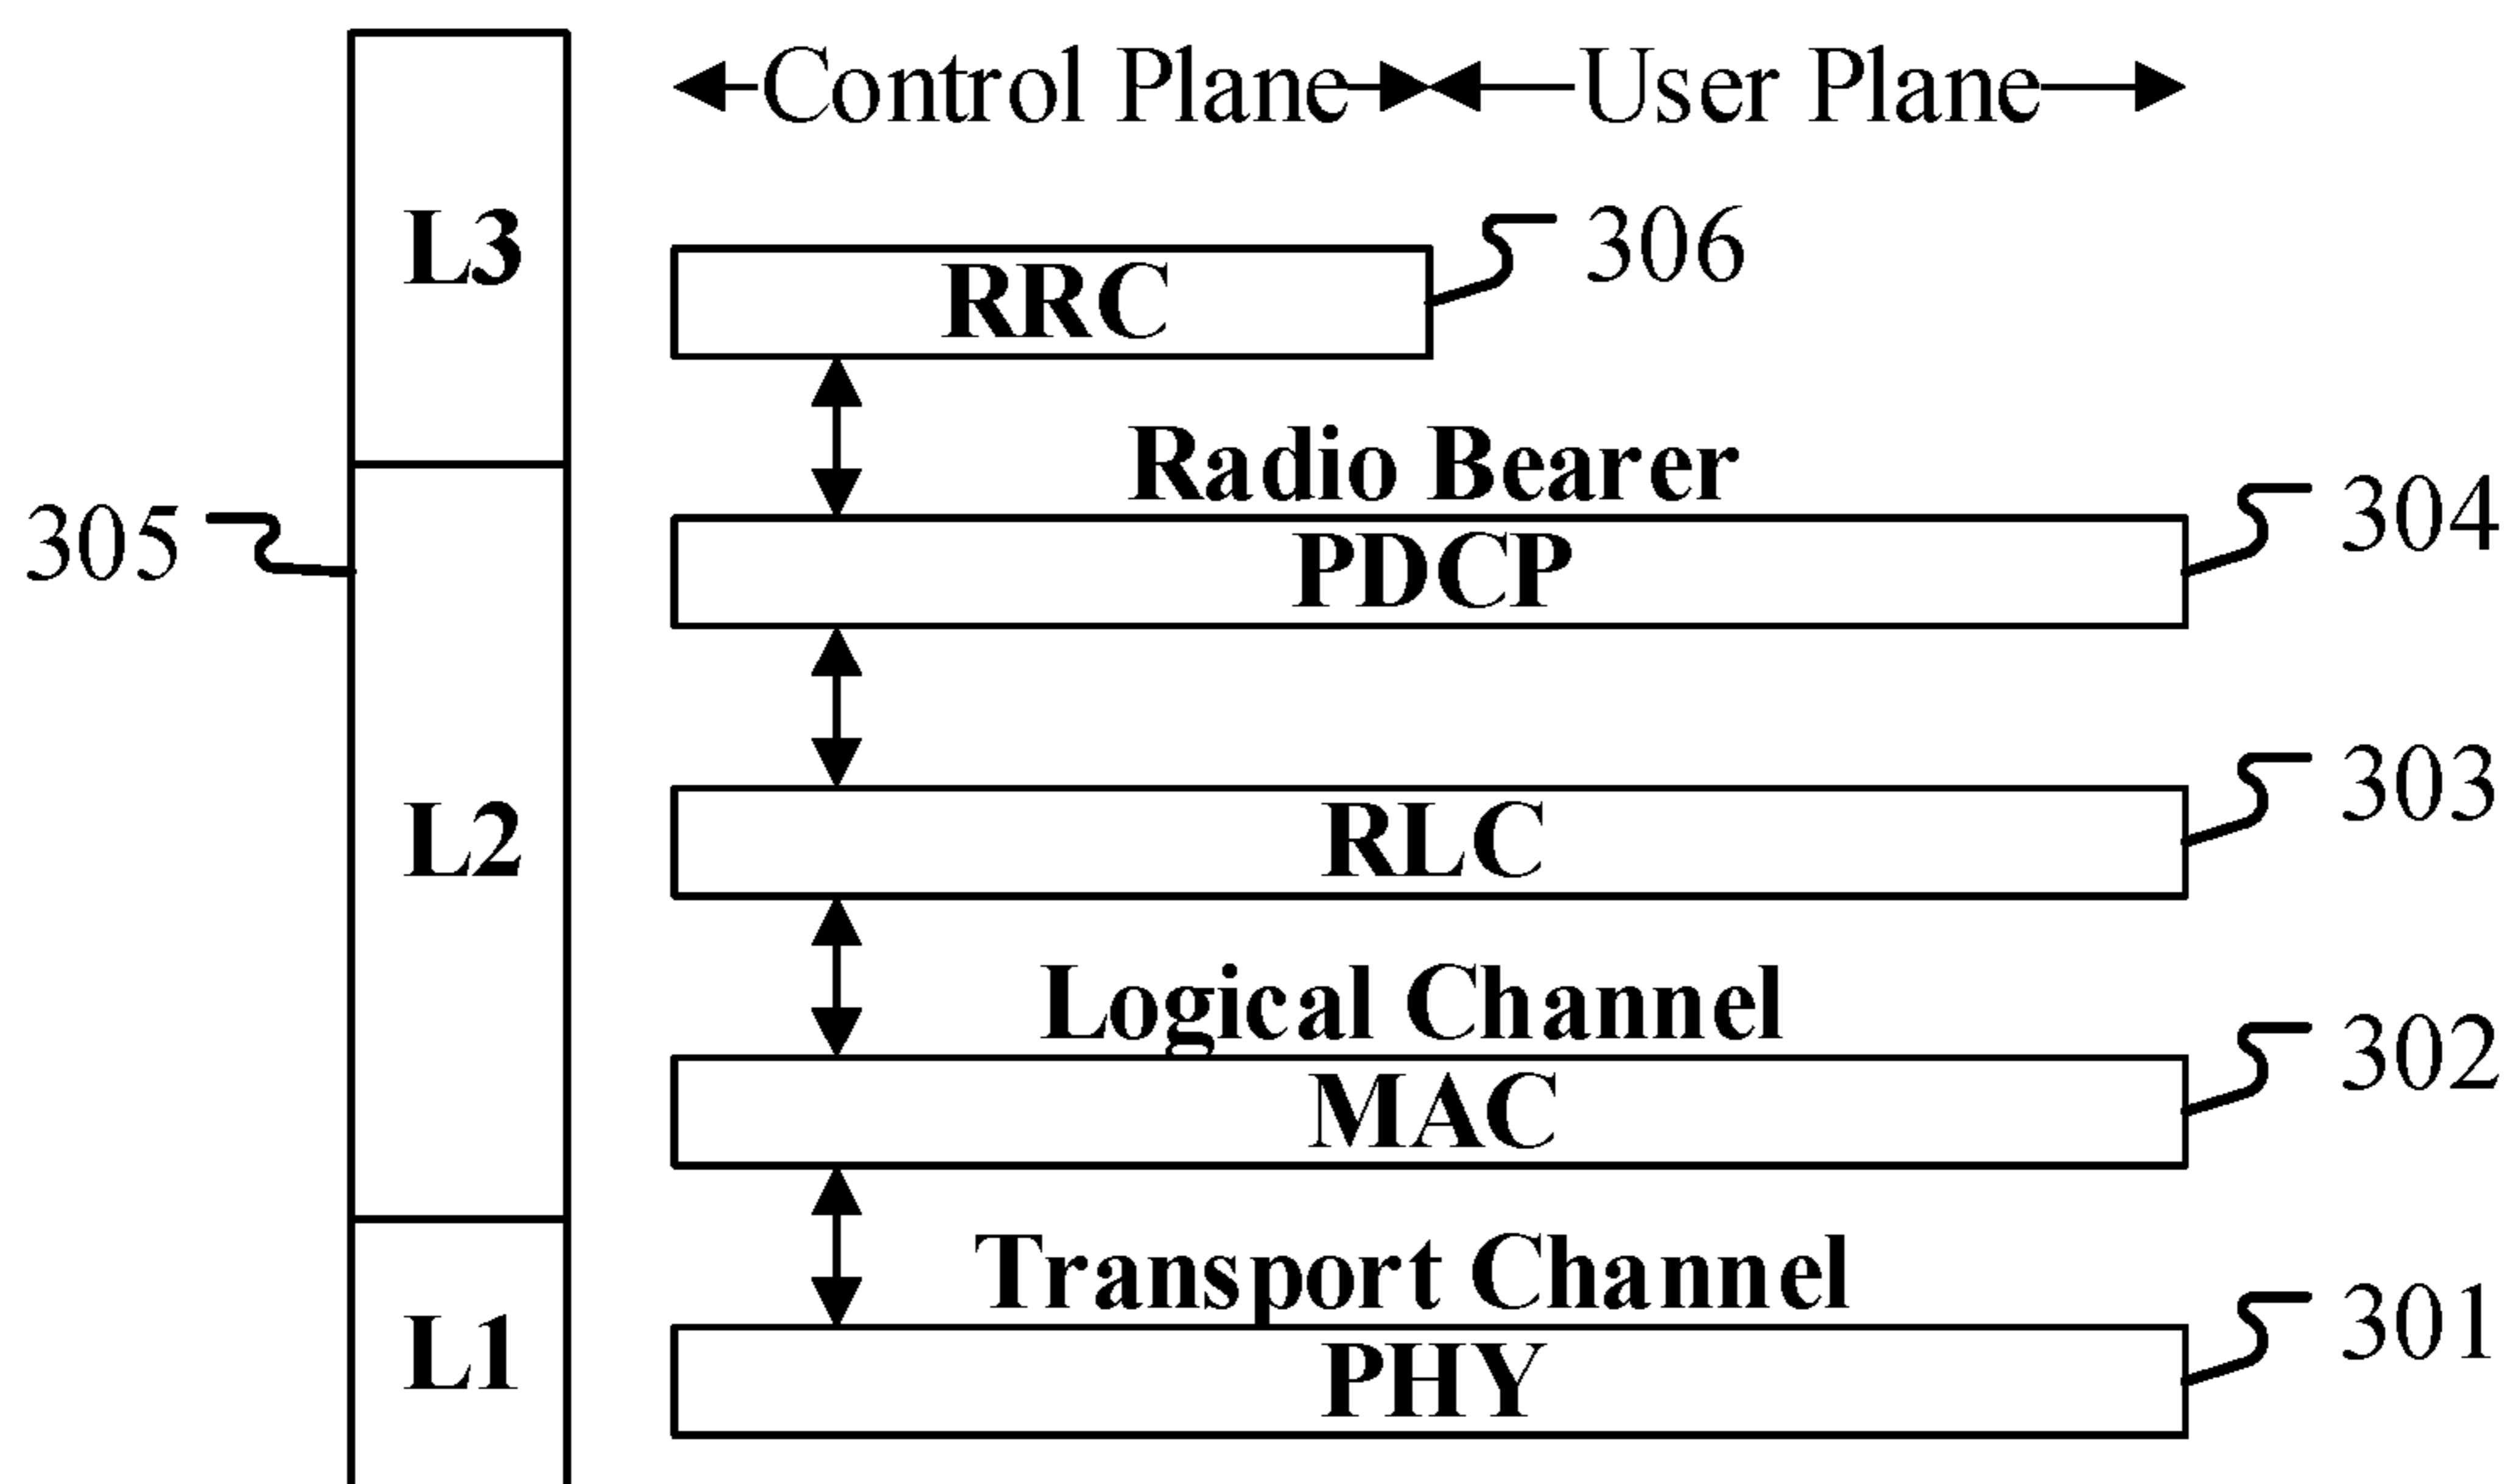 Control Plane User Plane
L3
306
RRC
Radio Bearer
304
305
PDCP
303
L2
RLC
Logical Channel
302
MAC
Transport Channel
301
L1
PHY